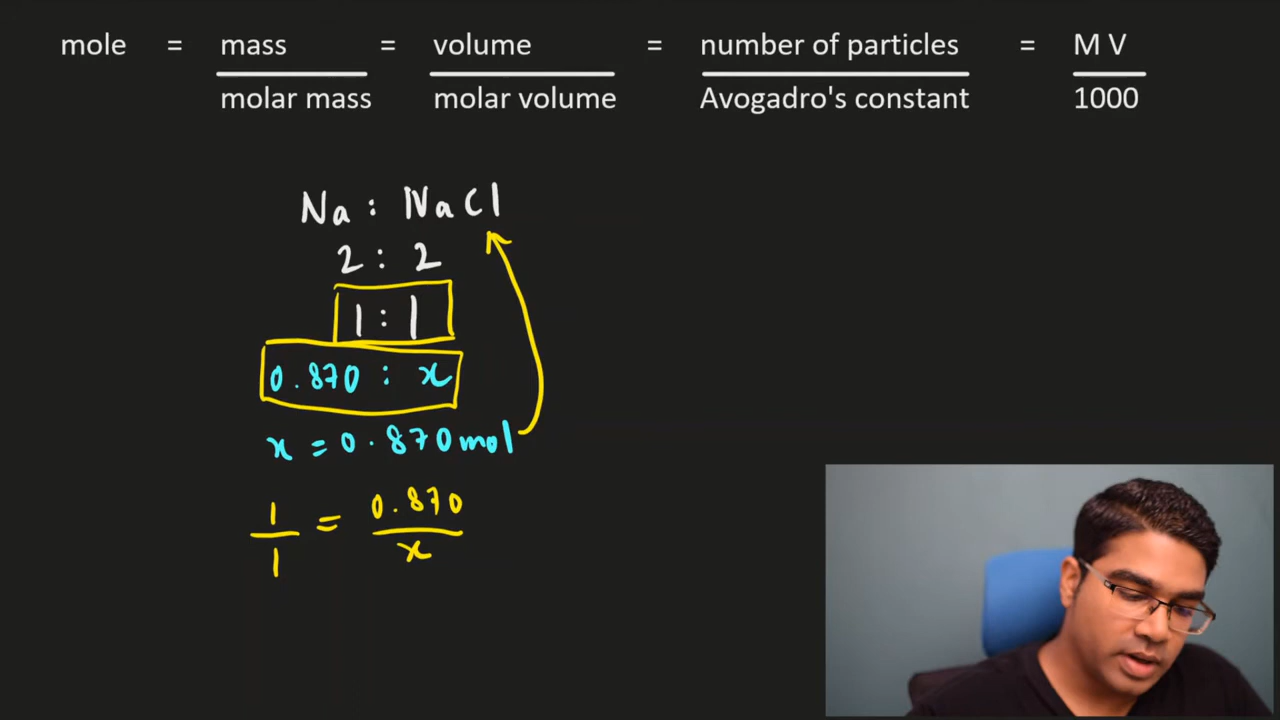 mole = mass = volume = number of particles = M V
molar mass molar volume Avogadro's constant 1000
Na : NaCl
2 : 2
1 : 1
0.870 : x
x = 0.870 mol
1 = 0.870
1 x